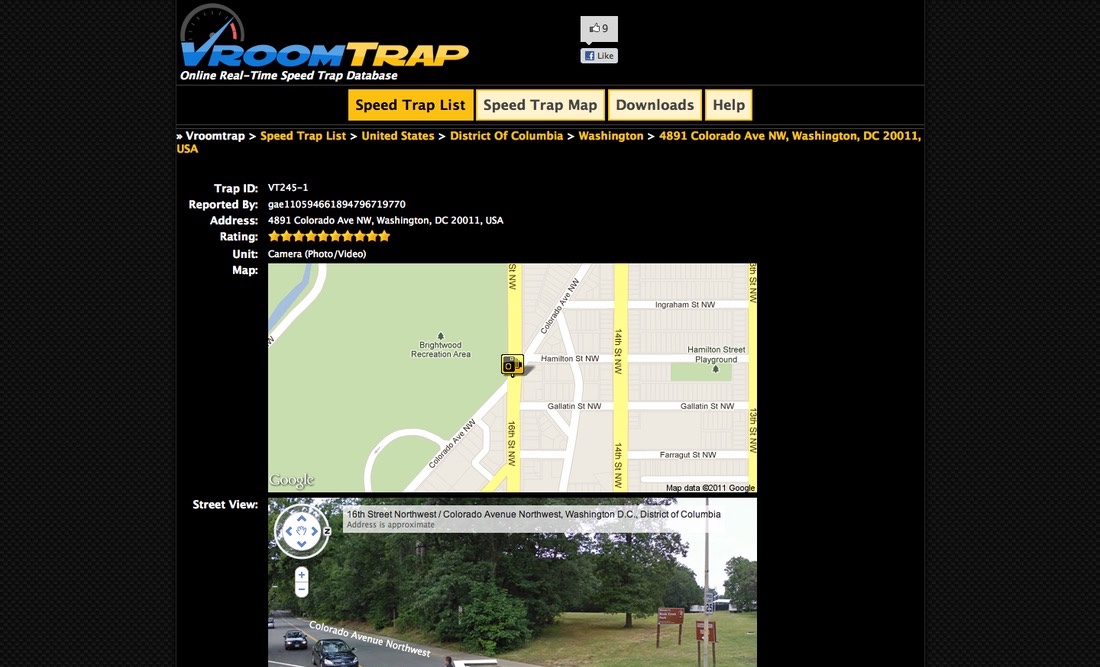 9
Like
VROOMTRAP
Online Real-Time Speed Trap Database
Speed Trap List Speed Trap Map Downloads Help
» Vroomtrap > Speed Trap List > United States > District Of Columbia > Washington > 4891 Colorado Ave NW, Washington, DC 20011,
USA
Trap ID: VT245-1
Reported By: gae110594661894796719770
Address: 4891 Colorado Ave NW, Washington, DC 20011, USA
Rating:
Unit: Camera (Photo/Video)
Map:
St NW
Colorado Ave NW
Ingraham St NW
14th St NW
Brightwood
Recreation Area
Hamilton St NW
Hamilton Street
Playground
Gallatin St NW
Gallatin St NW
13th St NW
Colorado Ave NW
16th St NW
14th St NW
Farragut St NW
Google
Map data ©2011 Google
Street View:
16th Street Northwest / Colorado Avenue Northwest, Washington D.C., District of Columbia
Address is approximate
N
Colorado Avenue Northwest